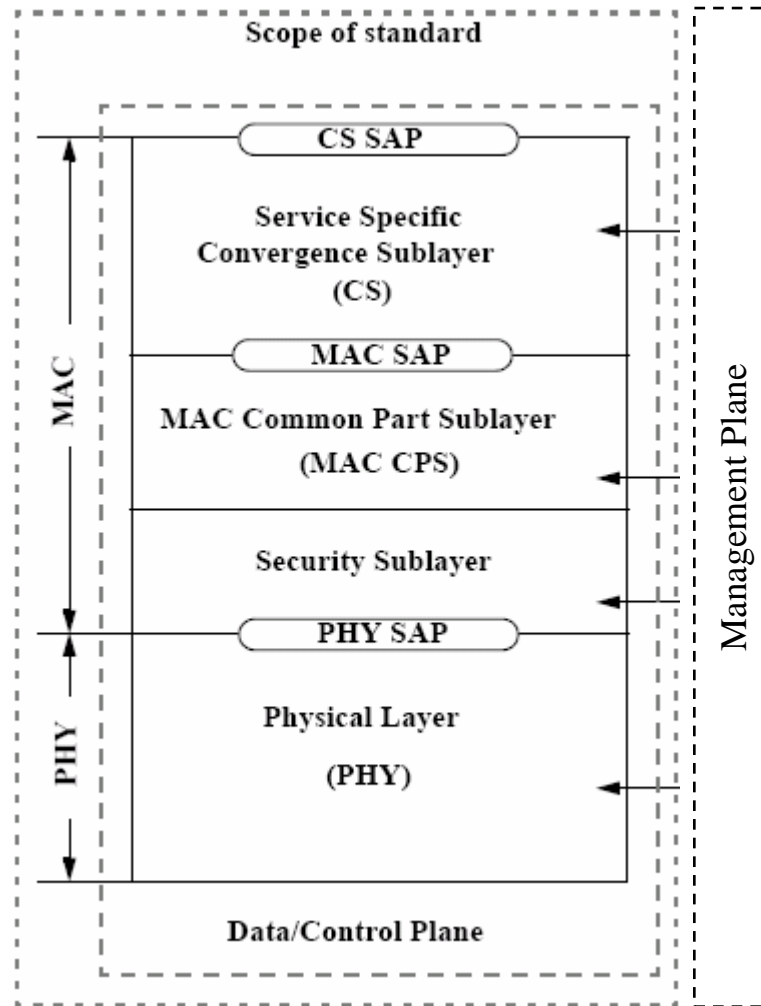 Scope of standard
CS SAP
Service Specific
Convergence Sublayer
(CS)
MAC SAP
MAC
MAC Common Part Sublayer
(MAC CPS)
Management Plane
Security Sublayer
PHY SAP
Physical Layer
PHY
(PHY)
Data/Control Plane